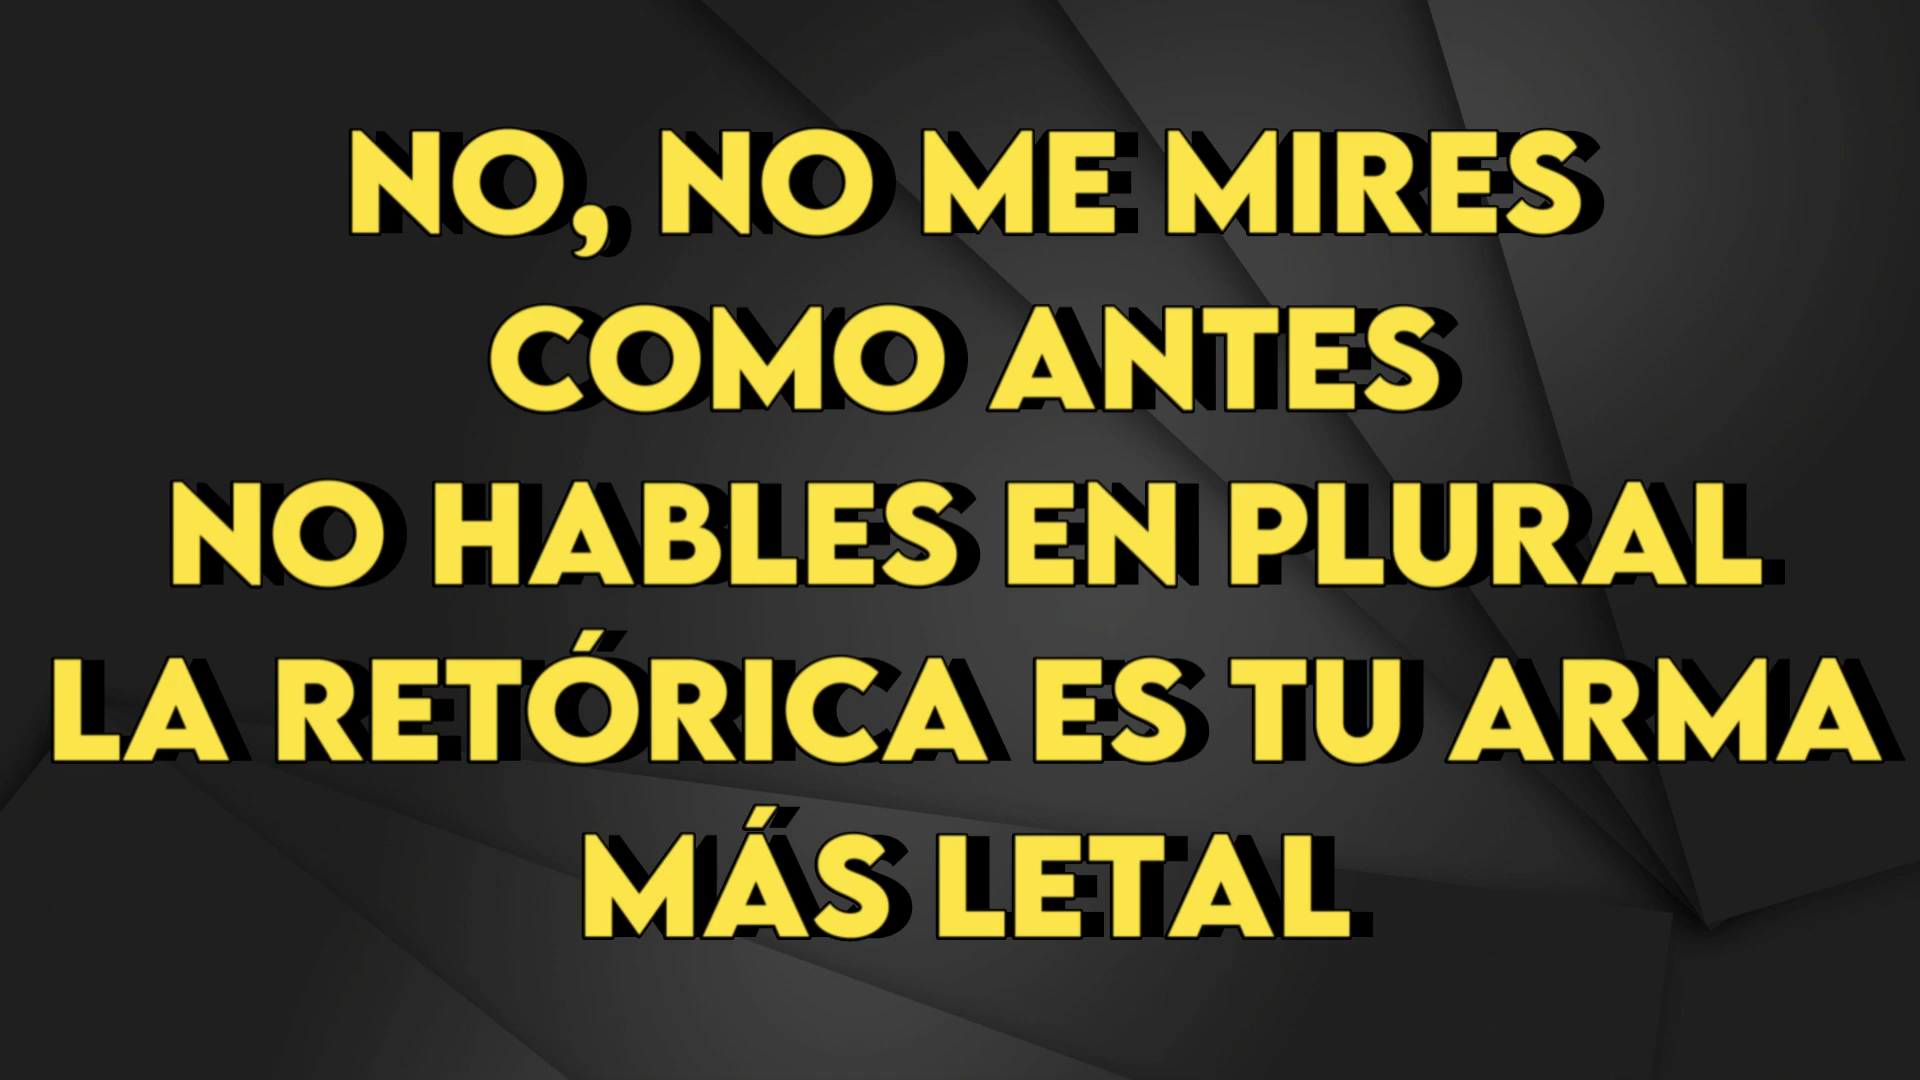 NO, NO ME MIRES
COMO ANTES
NO HABLES EN PLURAL
LA RETÓRICA ES TU ARMA
MÁS LETAL